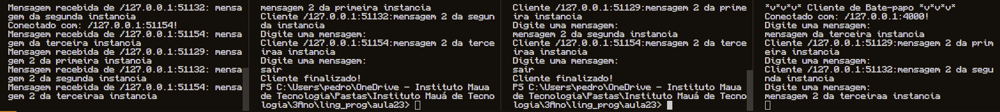 Mensagem recebida de /127.0.0.1:51132: mensa
gem da segunda instancia
Conectado com: /127.0.0.1:51154!
Mensagem recebida de /127.0.0.1:51154: mensa
gem da terceira instancia
Mensagem recebida de /127.0.0.1:51129: mensa
gem 2 da primeira instancia
Mensagem recebida de /127.0.0.1:51132: mensa
gem 2 da segunda instancia
Mensagem recebida de /127.0.0.1:51154: mensa
gem 2 da terceiraa instancia
mensagem 2 da primeira instancia
Cliente /127.0.0.1:51132:mensagem 2 da segun
da instancia
Digite uma mensagem:
Cliente /127.0.0.1:51154:mensagem 2 da terce
iraa instancia
Digite uma mensagem:
sair
Cliente finalizado!
PS C:\Users\pedro\OneDrive - Instituto Maua
de Tecnologia\Pastas\Instituto Mauá de Tecno
logia\3Ano\ling_prog\aula23>
Cliente /127.0.0.1:51129:mensagem 2 da prime
ira instancia
Digite uma mensagem:
mensagem 2 da segunda instancia
Cliente /127.0.0.1:51154:mensagem 2 da terce
iraa instancia
Digite uma mensagem:
sair
Cliente finalizado!
PS C:\Users\pedro\OneDrive - Instituto Maua
de Tecnologia\Pastas\Instituto Mauá de Tecno
logia\3Ano\ling_prog\aula23>
*v*v*v* Cliente de Bate-papo *v*v*v*
Conectado com: /127.0.0.1:4000!
Digite uma mensagem:
mensagem da terceira instancia
Cliente /127.0.0.1:51129:mensagem 2 da prim
eira instancia
Digite uma mensagem:
Cliente /127.0.0.1:51132:mensagem 2 da segu
nda instancia
Digite uma mensagem:
mensagem 2 da terceiraa instancia